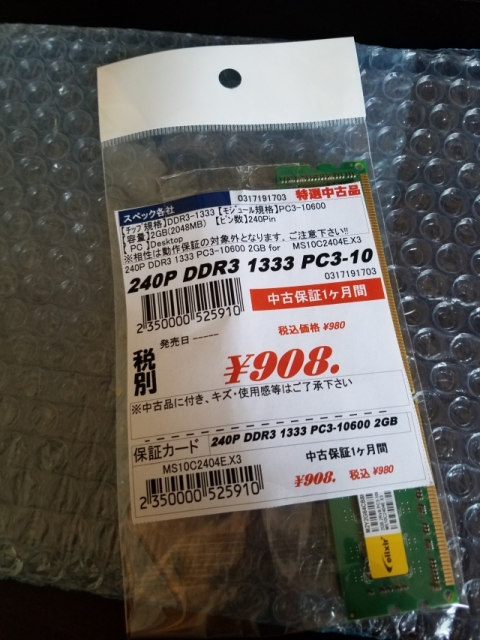 スペック各社
0317191703
特選中古品
【チップ規格】DDR3-1333【モジュール規格】PC3-10600
【容量】2GB(2048MB) 【ピン数】240Pin
【 PC 】Desktop
※相性は動作保証の対象外となります。ご注意下さい!!
240P DDR3 1333 PC3-10600 2GB for MS10C2404E.X3
240P DDR3 1333 PC3-10
0317191703
2 350000 525910
中古保証1ヶ月間
発売日 -----
税込価格 ¥980
税別
¥908.
※中古品に付き、キズ・使用感等はご了承下さい
保証カード
240P DDR3 1333 PC3-10600 2GB
MS10C2404E.X3
中古保証1ヶ月間
2 350000 525910
¥908.
税込 ¥980
elixir